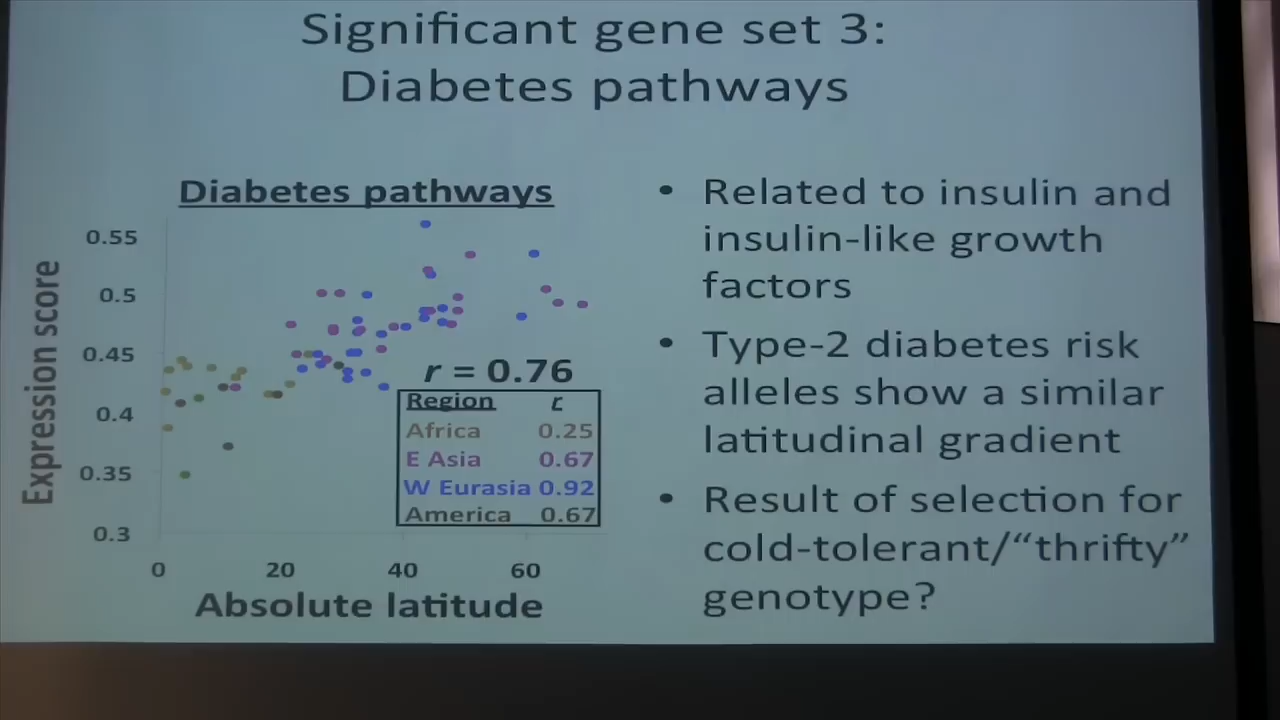 Significant gene set 3:
Diabetes pathways
Diabetes pathways
Expression score
0.55
0.5
0.45
0.4
0.35
0.3
0
20
40
60
Absolute latitude
r = 0.76
Region r
Africa 0.25
E Asia 0.67
W Eurasia 0.92
America 0.67
• Related to insulin and
insulin-like growth
factors
• Type-2 diabetes risk
alleles show a similar
latitudinal gradient
• Result of selection for
cold-tolerant/“thrifty”
genotype?